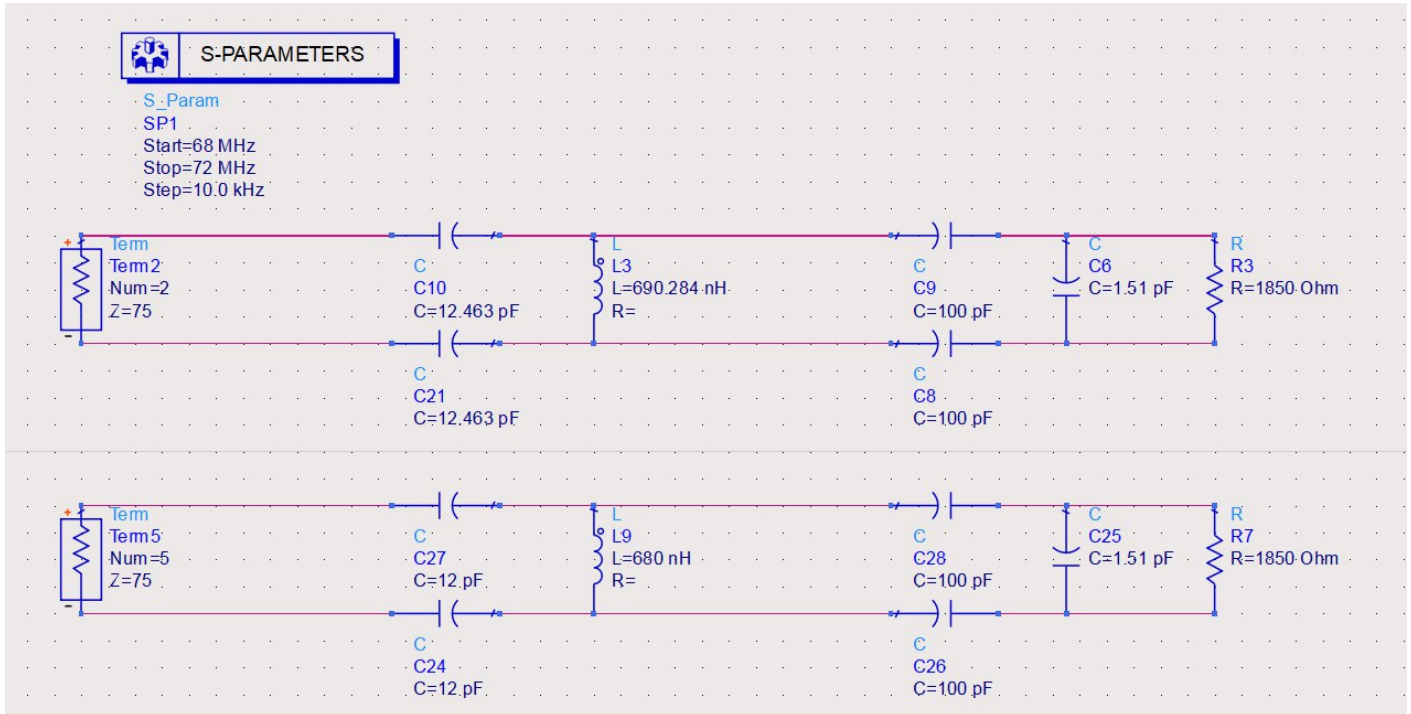 S-PARAMETERS
S_Param
SP1
Start=68 MHz
Stop=72 MHz
Step=10.0 kHz
+
Term
Term2
Num=2
Z=75
-
C
C10
C=12.463 pF
L
L3
L=690.284 nH
R=
C
C9
C=100 pF
C
C6
C=1.51 pF
R
R3
R=1850 Ohm
C
C21
C=12.463 pF
C
C8
C=100 pF
+
Term
Term5
Num=5
Z=75
-
C
C27
C=12 pF
L
L9
L=680 nH
R=
C
C28
C=100 pF
C
C25
C=1.51 pF
R
R7
R=1850 Ohm
C
C24
C=12 pF
C
C26
C=100 pF